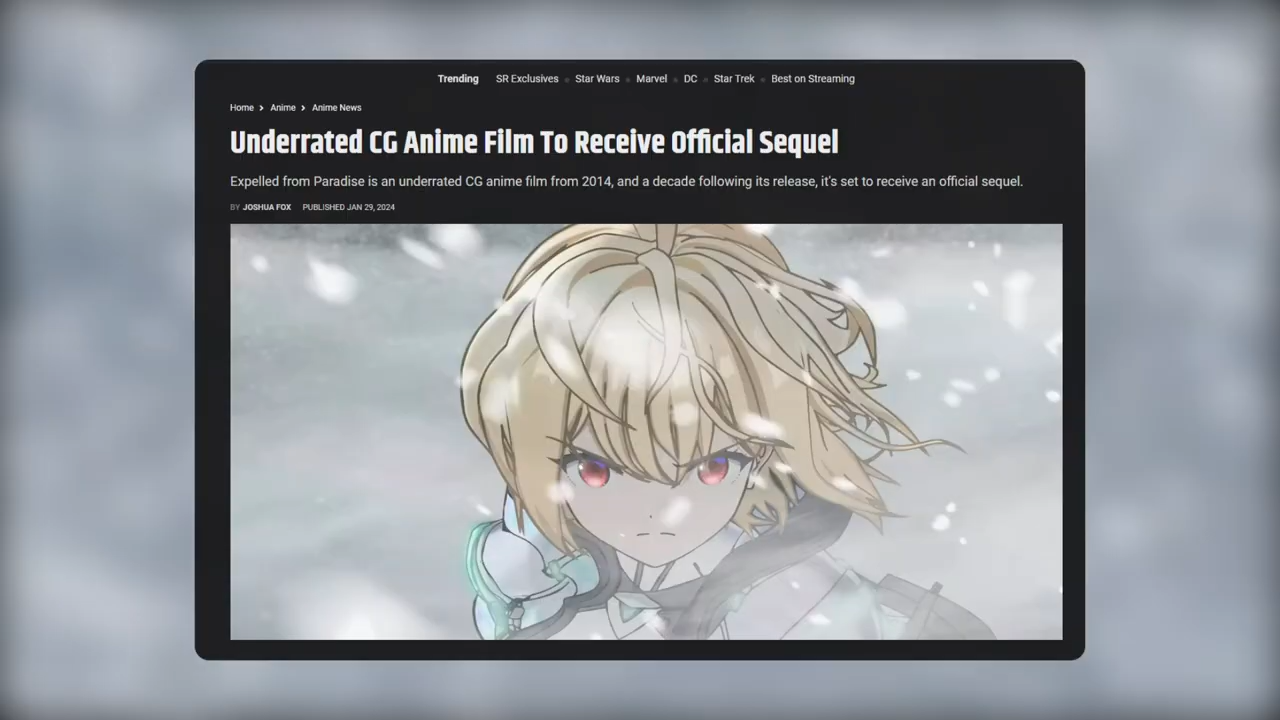 Trending SR Exclusives Star Wars Marvel DC Star Trek Best on Streaming
Home > Anime > Anime News
Underrated CG Anime Film To Receive Official Sequel
Expelled from Paradise is an underrated CG anime film from 2014, and a decade following its release, it's set to receive an official sequel.
BY JOSHUA FOX PUBLISHED JAN 29, 2024